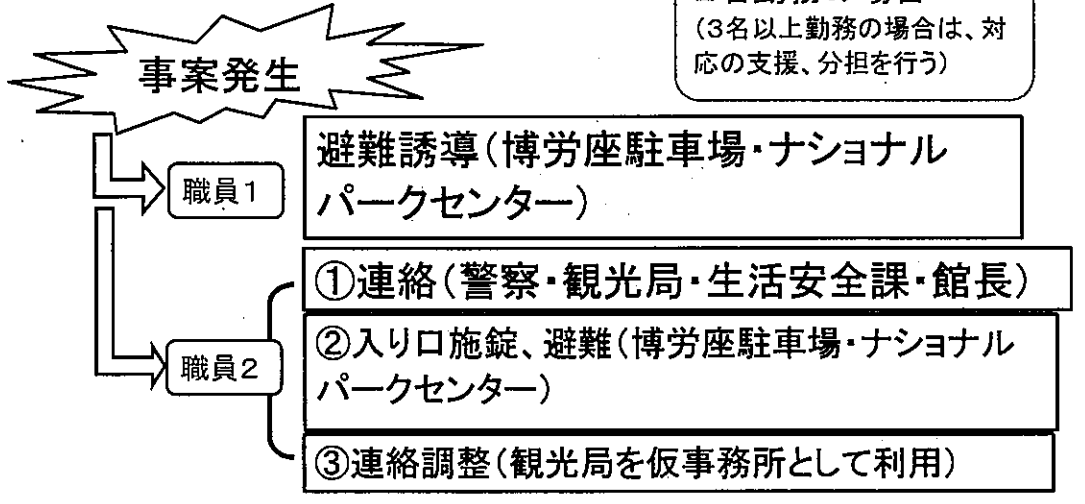 (3名以上勤務の場合は、対
応の支援、分担を行う)
事案発生
職員1
避難誘導(博労座駐車場・ナショナル
パークセンター)
職員2
①連絡(警察・観光局・生活安全課・館長)
②入り口施錠、避難(博労座駐車場・ナショナル
パークセンター)
③連絡調整(観光局を仮事務所として利用)